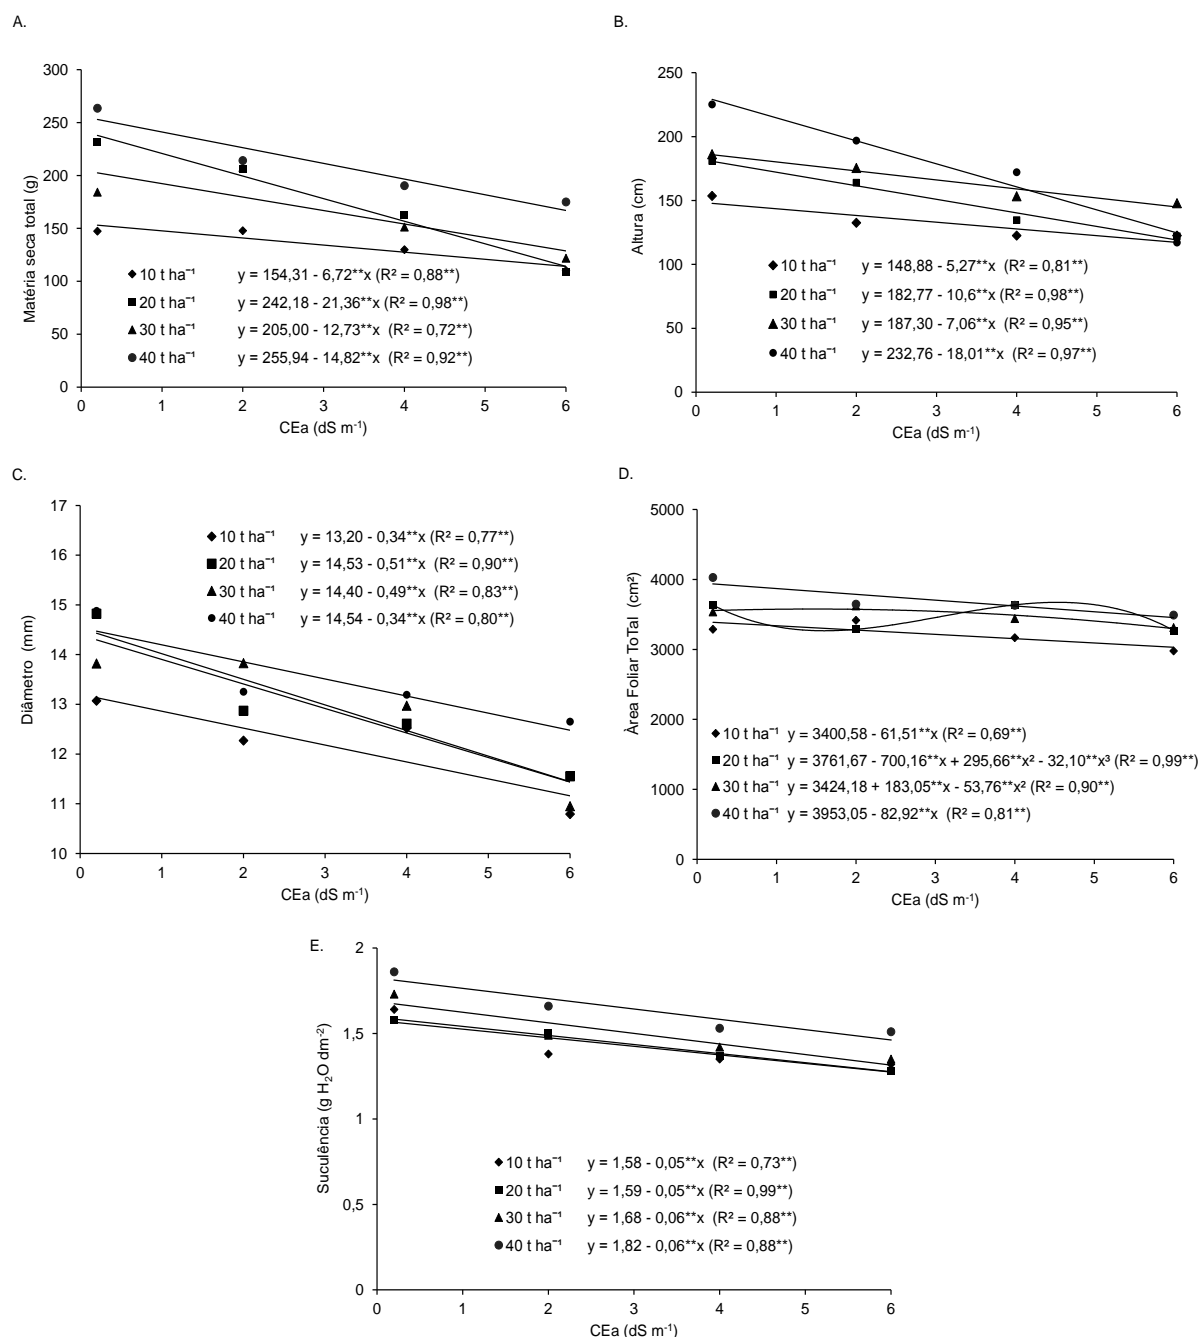 A.
300
250
200
150
100
50
0
Matéria seca total (g)
10 t ha⁻¹ y = 154,31 - 6,72**x (R² = 0,88**)
20 t ha⁻¹ y = 242,18 - 21,36**x (R² = 0,98**)
30 t ha⁻¹ y = 205,00 - 12,73**x (R² = 0,72**)
40 t ha⁻¹ y = 255,94 - 14,82**x (R² = 0,92**)
0 1 2 3 4 5 6
CEa (dS m⁻¹)
B.
250
200
150
100
50
0
Altura (cm)
10 t ha⁻¹ y = 148,88 - 5,27**x (R² = 0,81**)
20 t ha⁻¹ y = 182,77 - 10,6**x (R² = 0,98**)
30 t ha⁻¹ y = 187,30 - 7,06**x (R² = 0,95**)
40 t ha⁻¹ y = 232,76 - 18,01**x (R² = 0,97**)
0 1 2 3 4 5 6
CEa (dS m⁻¹)
C.
17
16
15
14
13
12
11
10
Diâmetro (mm)
10 t ha⁻¹ y = 13,20 - 0,34**x (R² = 0,77**)
20 t ha⁻¹ y = 14,53 - 0,51**x (R² = 0,90**)
30 t ha⁻¹ y = 14,40 - 0,49**x (R² = 0,83**)
40 t ha⁻¹ y = 14,54 - 0,34**x (R² = 0,80**)
0 1 2 3 4 5 6
CEa (dS m⁻¹)
D.
5000
4000
3000
2000
1000
0
Àrea Foliar ToTal (cm²)
10 t ha⁻¹ y = 3400,58 - 61,51**x (R² = 0,69**)
20 t ha⁻¹ y = 3761,67 - 700,16**x + 295,66**x² - 32,10**x³ (R² = 0,99**)
30 t ha⁻¹ y = 3424,18 + 183,05**x - 53,76**x² (R² = 0,90**)
40 t ha⁻¹ y = 3953,05 - 82,92**x (R² = 0,81**)
0 1 2 3 4 5 6
CEa (dS m⁻¹)
E.
2
1,5
1
0,5
0
Suculência (g H₂O dm⁻²)
10 t ha⁻¹ y = 1,58 - 0,05**x (R² = 0,73**)
20 t ha⁻¹ y = 1,59 - 0,05**x (R² = 0,99**)
30 t ha⁻¹ y = 1,68 - 0,06**x (R² = 0,88**)
40 t ha⁻¹ y = 1,82 - 0,06**x (R² = 0,88**)
0 1 2 3 4 5 6
CEa (dS m⁻¹)